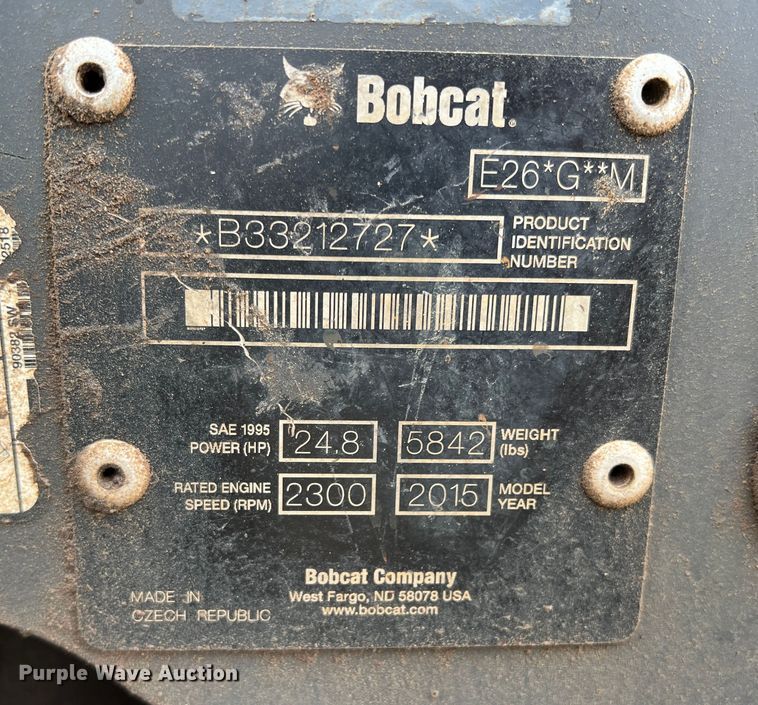 Bobcat®
E26*G**M
*B33212727*
PRODUCT
IDENTIFICATION
NUMBER
SAE 1995
POWER (HP)
24.8
5842
WEIGHT
(lbs)
RATED ENGINE
SPEED (RPM)
2300
2015
MODEL
YEAR
Bobcat Company
West Fargo, ND 58078 USA
www.bobcat.com
MADE IN
CZECH REPUBLIC
Purple Wave Auction